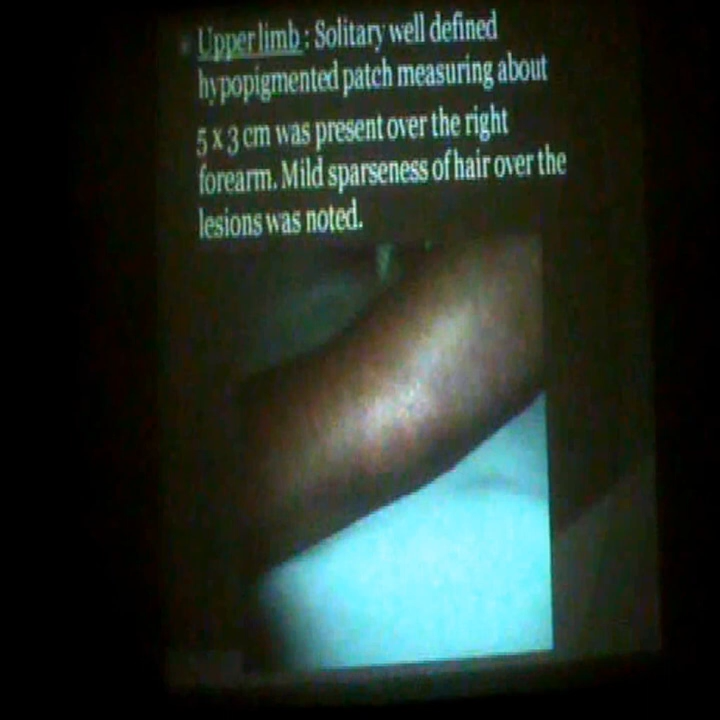 Upper limb : Solitary well defined
hypopigmented patch measuring about
5 x 3 cm was present over the right
forearm. Mild sparseness of hair over the
lesions was noted.